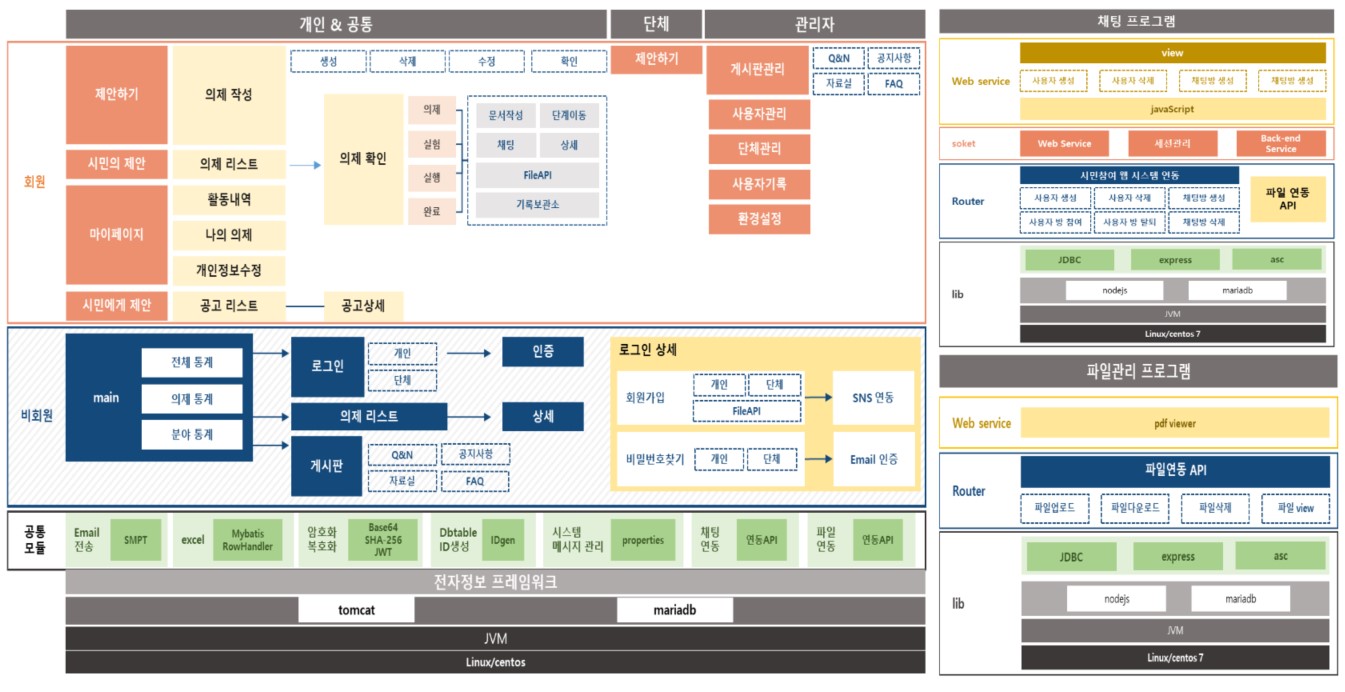 개인 & 공통
단체
관리자
회원
제안하기
의제 작성
생성
삭제
수정
확인
제안하기
게시판관리
Q&N
공지사항
자료실
FAQ
시민의 제안
의제 리스트
의제 확인
의제
실험
실행
완료
문서작성
단계이동
채팅
상세
FileAPI
기록보관소
사용자관리
단체관리
사용자기록
환경설정
마이페이지
활동내역
나의 의제
개인정보수정
시민에게 제안
공고 리스트
공고상세
비회원
main
전체 통계
의제 통계
분야 통계
로그인
개인
단체
인증
의제 리스트
상세
게시판
Q&N
공지사항
자료실
FAQ
로그인 상세
회원가입
개인
단체
FileAPI
SNS 연동
비밀번호찾기
개인
단체
Email 인증
공통
모듈
Email
전송
SMPT
excel
Mybatis
RowHandler
암호화
복호화
Base64
SHA-256
JWT
Dbtable
ID생성
IDgen
시스템
메시지 관리
properties
채팅
연동
연동API
파일
연동
연동API
전자정보 프레임워크
tomcat
mariadb
JVM
Linux/centos
채팅 프로그램
Web service
view
사용자 생성
사용자 삭제
채팅방 생성
채팅방 생성
javaScript
soket
Web Service
세션관리
Back-end
Service
Router
시민참여 웹 시스템 연동
사용자 생성
사용자 삭제
채팅방 생성
사용자 방 참여
사용자 방 탈퇴
채팅방 삭제
파일 연동
API
lib
JDBC
express
asc
nodejs
mariadb
JVM
Linux/centos 7
파일관리 프로그램
Web service
pdf viewer
Router
파일연동 API
파일업로드
파일다운로드
파일삭제
파일 view
lib
JDBC
express
asc
nodejs
mariadb
JVM
Linux/centos 7